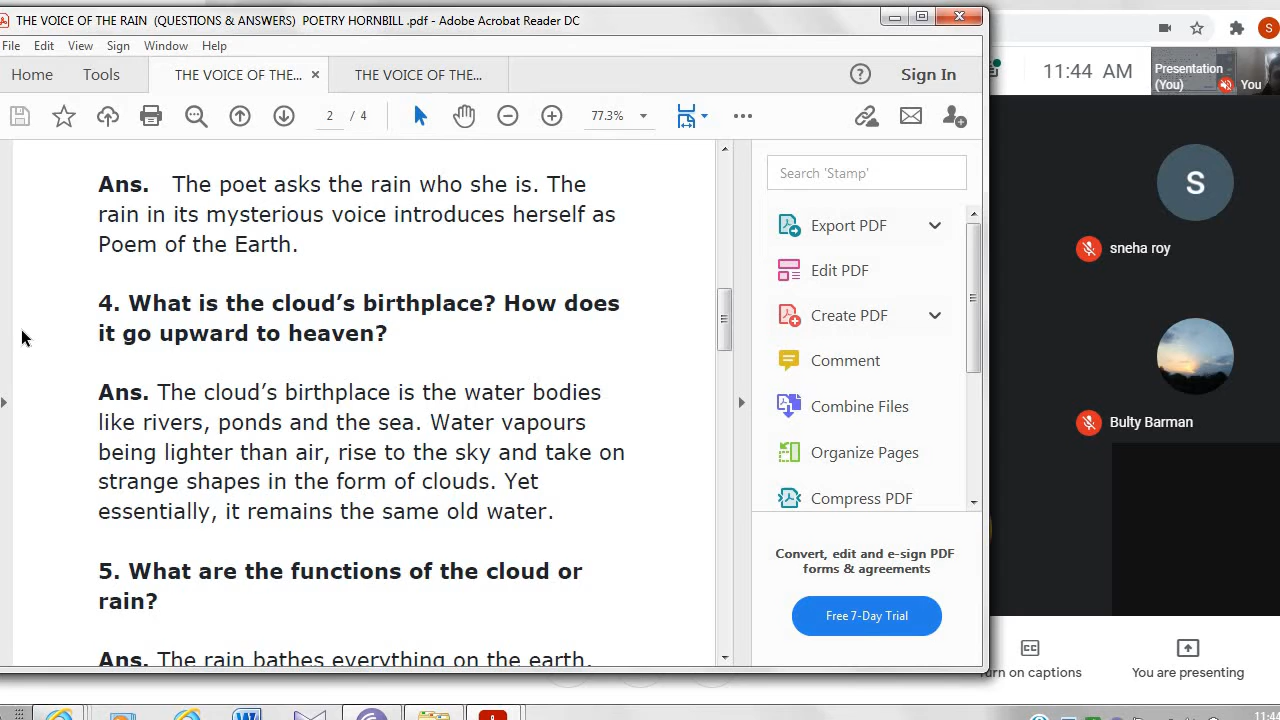 THE VOICE OF THE RAIN (QUESTIONS & ANSWERS) POETRY HORNBILL .pdf - Adobe Acrobat Reader DC
File Edit View Sign Window Help
Home Tools THE VOICE OF THE... × THE VOICE OF THE... Sign In
2 / 4 77.3%
Ans. The poet asks the rain who she is. The
rain in its mysterious voice introduces herself as
Poem of the Earth.
4. What is the cloud’s birthplace? How does
it go upward to heaven?
Ans. The cloud’s birthplace is the water bodies
like rivers, ponds and the sea. Water vapours
being lighter than air, rise to the sky and take on
strange shapes in the form of clouds. Yet
essentially, it remains the same old water.
5. What are the functions of the cloud or
rain?
Ans. The rain bathes everything on the earth.
Search 'Stamp'
Export PDF
Edit PDF
Create PDF
Comment
Combine Files
Organize Pages
Compress PDF
Convert, edit and e-sign PDF
forms & agreements
Free 7-Day Trial
S
11:44 AM
Presentation
(You)
You
S
sneha roy
Bulty Barman
CC
urn on captions
You are presenting
W
11:44